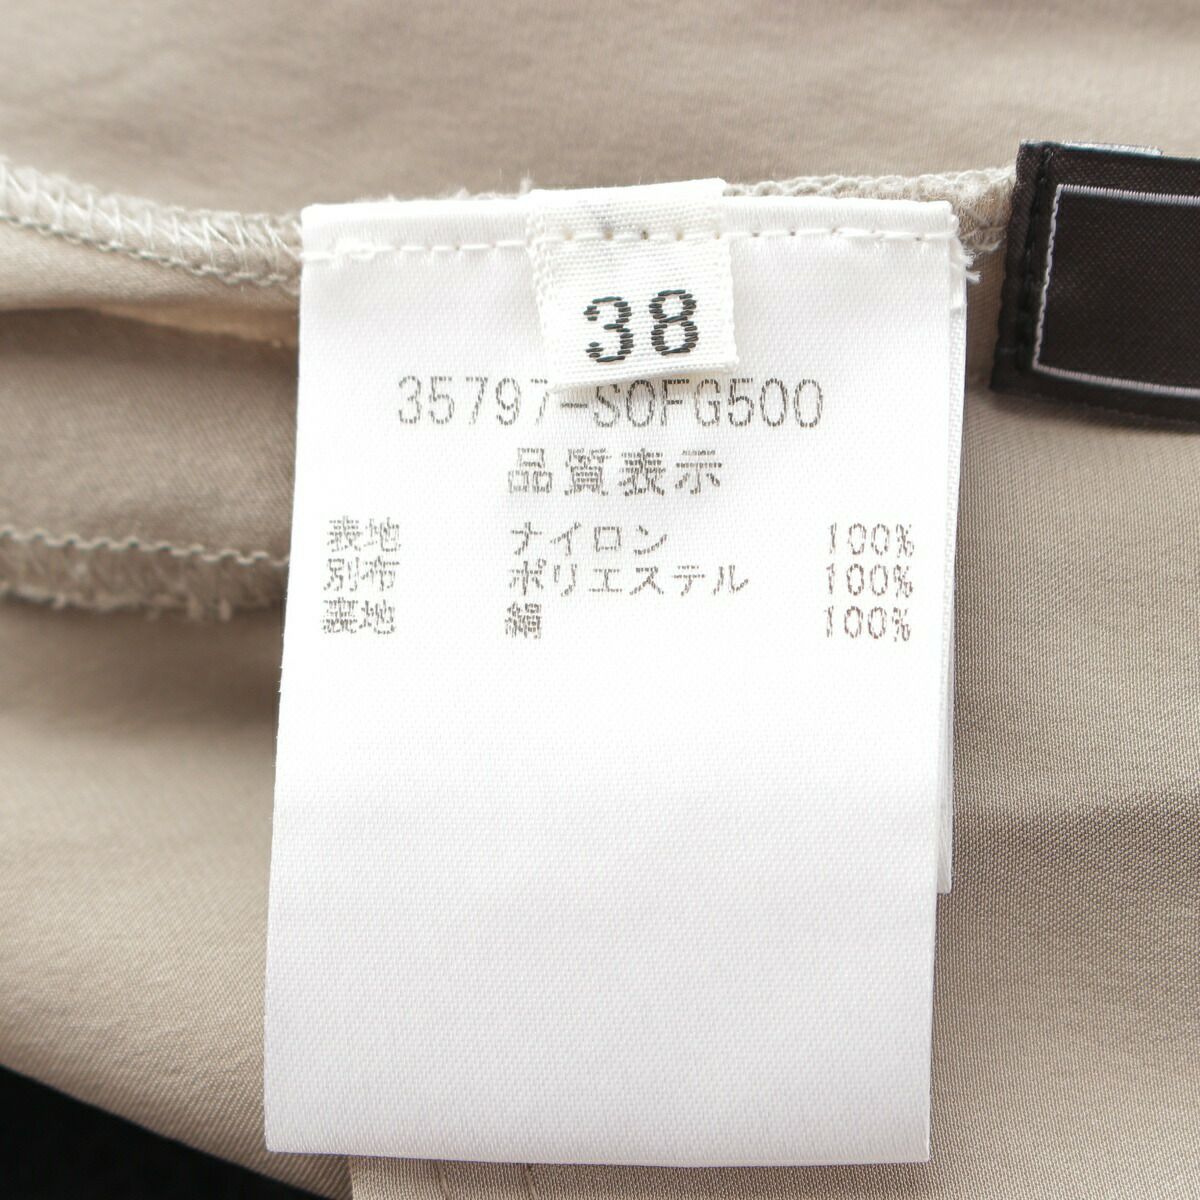 38
35797-SOFG500
品質表示
表地 ナイロン 100%
別布 ポリエステル 100%
裏地 絹 100%